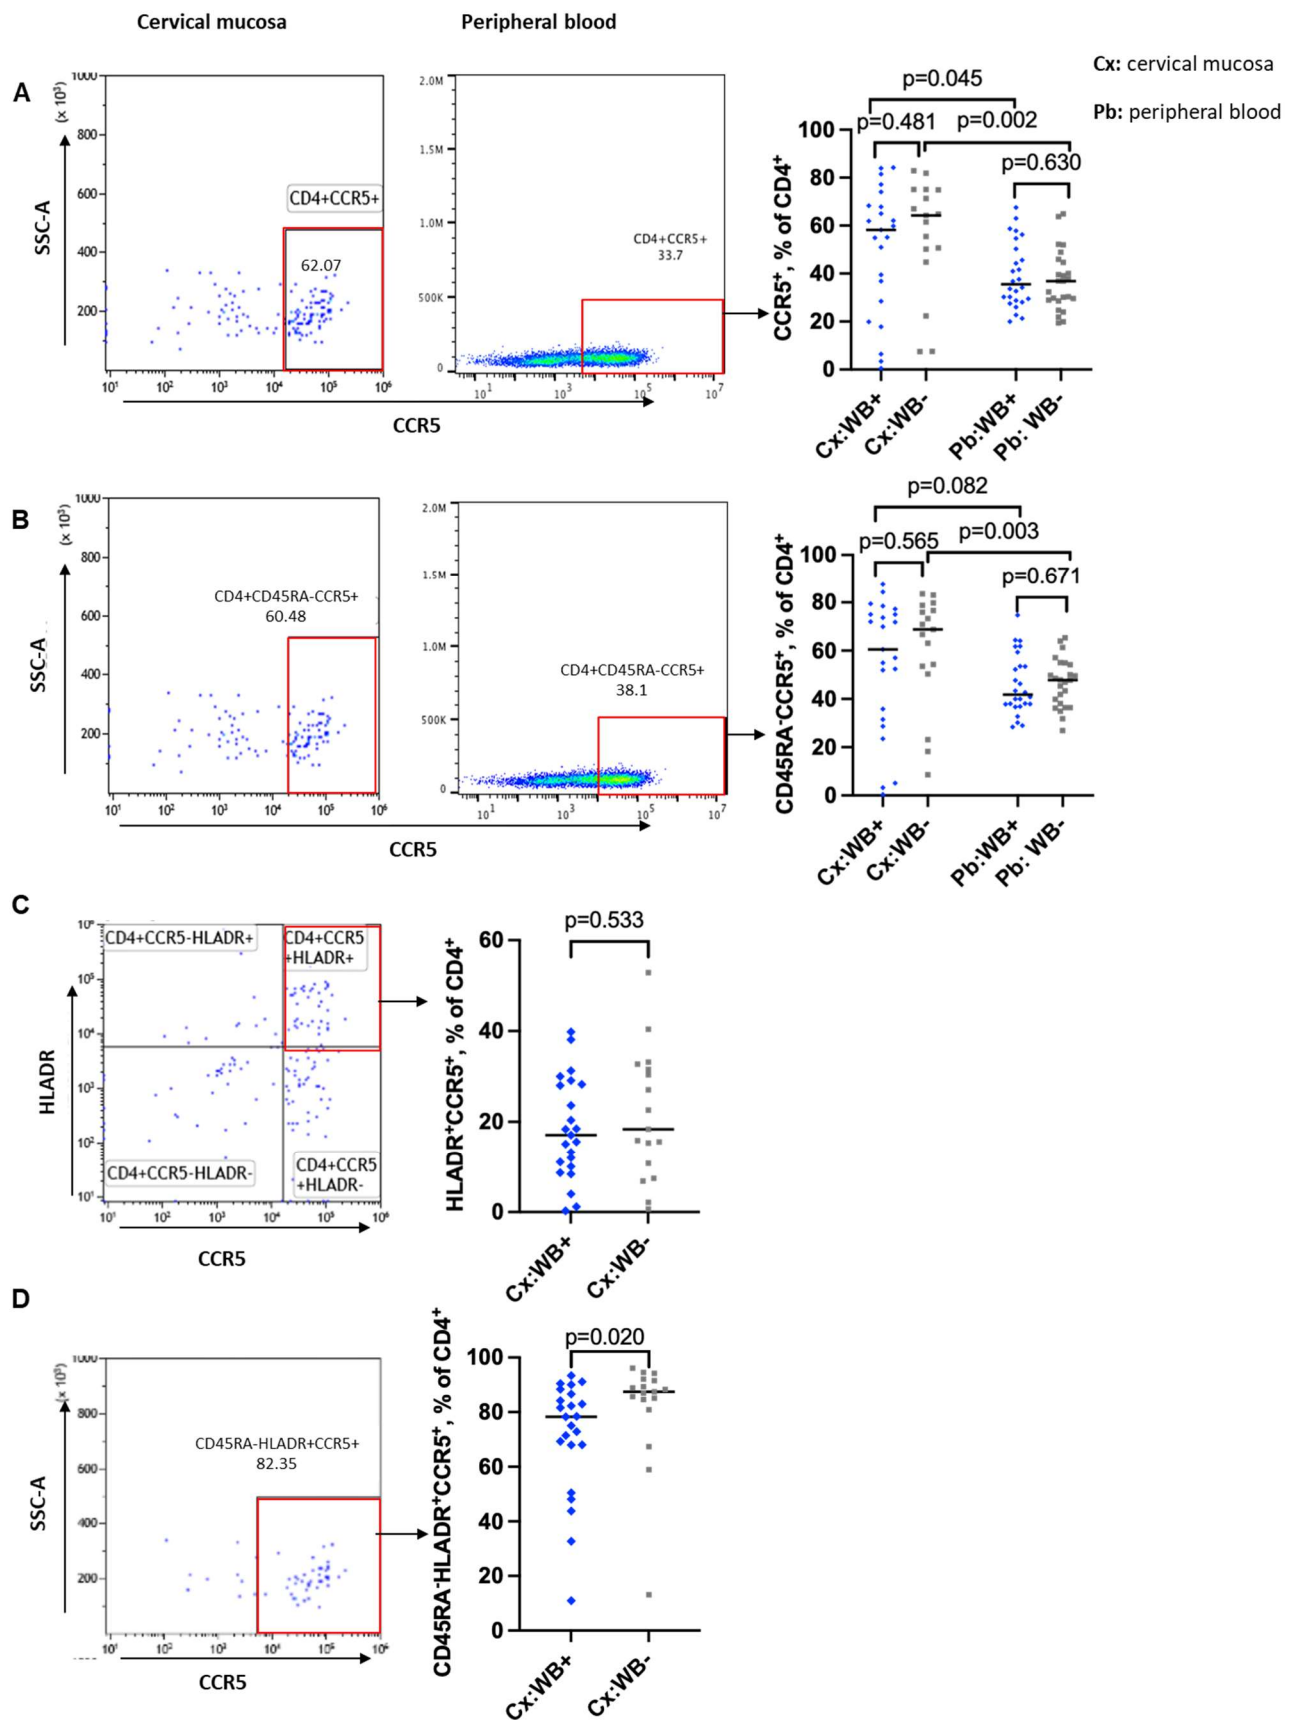 Cervical mucosa
Peripheral blood
Cx: cervical mucosa
Pb: peripheral blood
A
(x 10³)
SSC-A
1000
800
600
400
200
CD4+CCR5+
62.07
10¹ 10² 10³ 10⁴ 10⁵ 10⁶
2.0M
1.5M
1.0M
500K
0
CD4+CCR5+
33.7
10¹ 10³ 10⁵ 10⁷
CCR5
p=0.045
p=0.481 p=0.002
p=0.630
CCR5⁺, % of CD4⁺
100
80
60
40
20
0
Cx:WB+
Cx:WB-
Pb:WB+
Pb: WB-
B
(x 10³)
SSC-A
1000
800
600
400
200
CD4+CD45RA-CCR5+
60.48
10¹ 10² 10³ 10⁴ 10⁵ 10⁶
2.0M
1.5M
1.0M
500K
0
CD4+CD45RA-CCR5+
38.1
10¹ 10³ 10⁵ 10⁷
CCR5
p=0.082
p=0.565 p=0.003
p=0.671
CD45RA⁻CCR5⁺, % of CD4⁺
100
80
60
40
20
0
Cx:WB+
Cx:WB-
Pb:WB+
Pb: WB-
C
HLADR
10⁶
10⁵
10⁴
10³
10²
10¹
CD4+CCR5-HLADR+
CD4+CCR5
+HLADR+
CD4+CCR5-HLADR-
CD4+CCR5
+HLADR-
10¹ 10² 10³ 10⁴ 10⁵ 10⁶
CCR5
p=0.533
HLADR⁺CCR5⁺, % of CD4⁺
60
40
20
0
Cx:WB+
Cx:WB-
D
(x 10³)
SSC-A
1000
800
600
400
200
CD45RA-HLADR+CCR5+
82.35
10¹ 10² 10³ 10⁴ 10⁵ 10⁶
CCR5
p=0.020
CD45RA⁻HLADR⁺CCR5⁺, % of CD4⁺
100
80
60
40
20
0
Cx:WB+
Cx:WB-